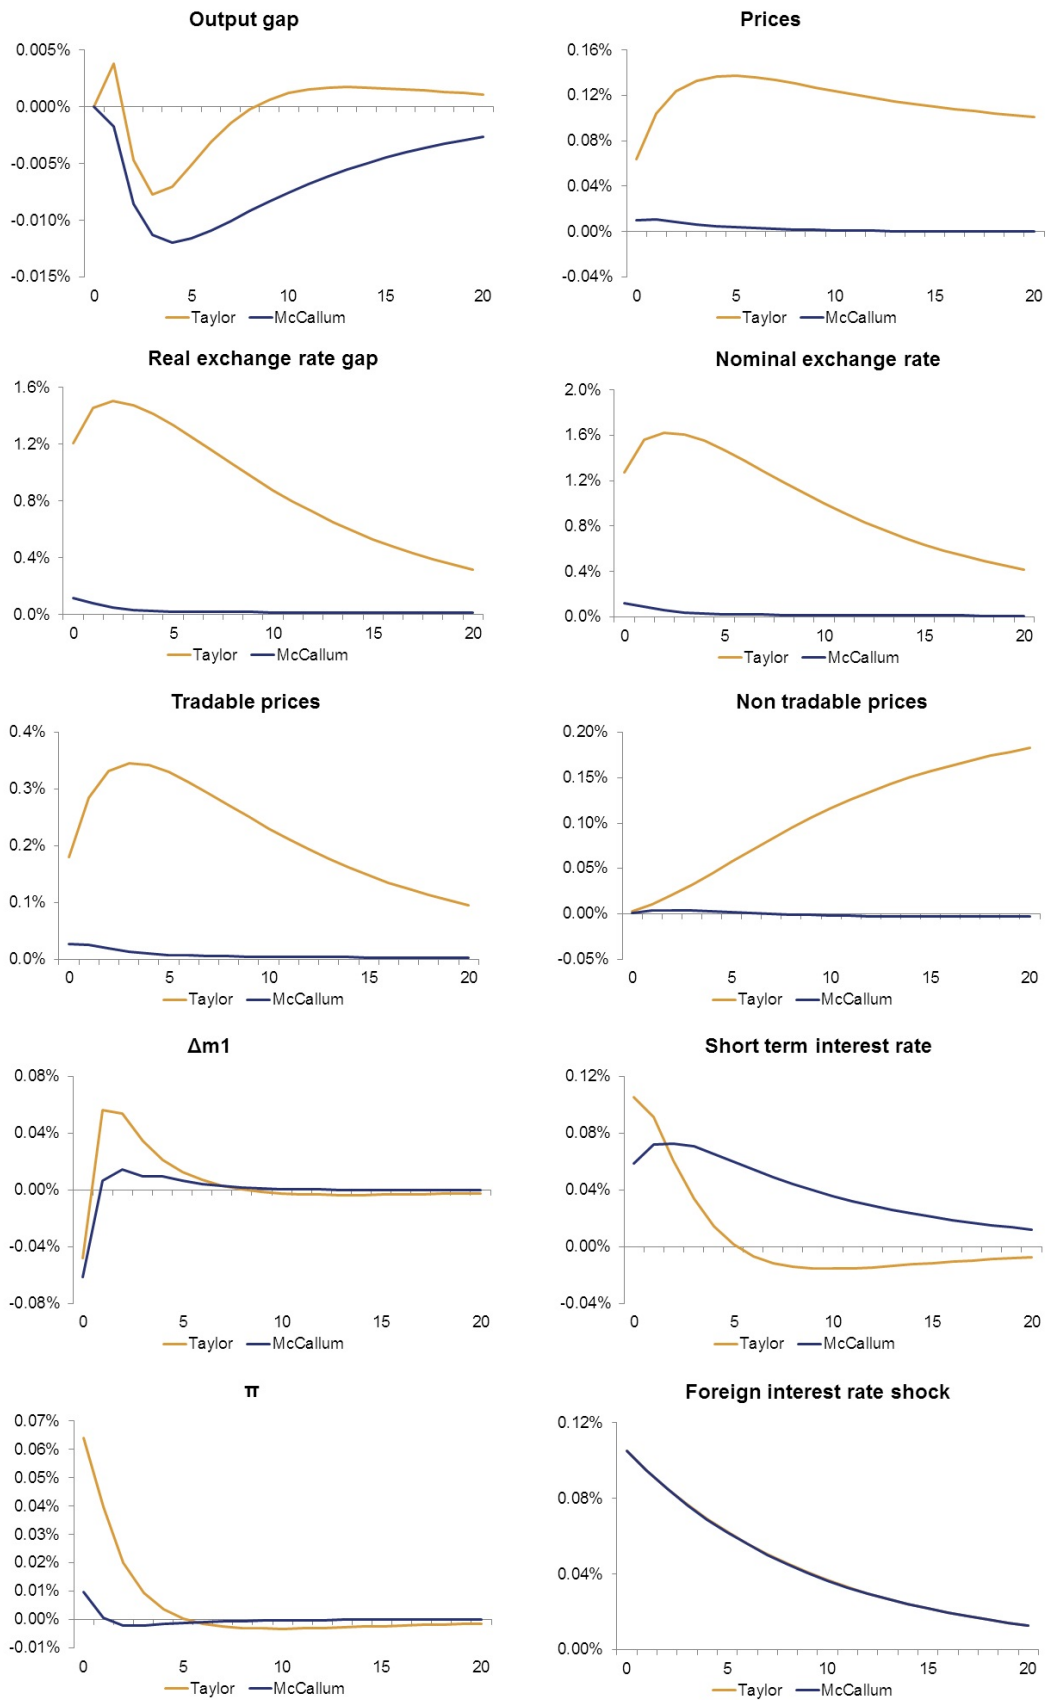 Output gap
0.005%
0.000%
-0.005%
-0.010%
-0.015%
0 5 10 15 20
Taylor McCallum
Prices
0.16%
0.12%
0.08%
0.04%
0.00%
-0.04%
0 5 10 15 20
Taylor McCallum
Real exchange rate gap
1.6%
1.2%
0.8%
0.4%
0.0%
0 5 10 15 20
Taylor McCallum
Nominal exchange rate
2.0%
1.6%
1.2%
0.8%
0.4%
0.0%
0 5 10 15 20
Taylor McCallum
Tradable prices
0.4%
0.3%
0.2%
0.1%
0.0%
0 5 10 15 20
Taylor McCallum
Non tradable prices
0.20%
0.15%
0.10%
0.05%
0.00%
-0.05%
0 5 10 15 20
Taylor McCallum
Δm1
0.08%
0.04%
0.00%
-0.04%
-0.08%
0 5 10 15 20
Taylor McCallum
Short term interest rate
0.12%
0.08%
0.04%
0.00%
-0.04%
0 5 10 15 20
Taylor McCallum
π
0.07%
0.06%
0.05%
0.04%
0.03%
0.02%
0.01%
0.00%
-0.01%
0 5 10 15 20
Taylor McCallum
Foreign interest rate shock
0.12%
0.08%
0.04%
0.00%
0 5 10 15 20
Taylor McCallum